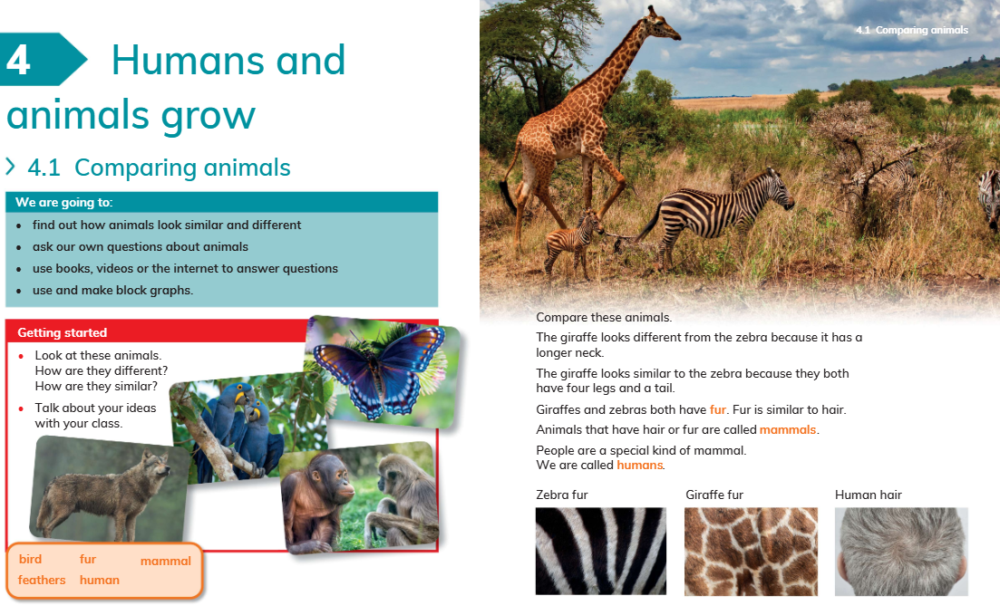 4 Humans and
animals grow
4.1 Comparing animals
We are going to:
• find out how animals look similar and different
• ask our own questions about animals
• use books, videos or the internet to answer questions
• use and make block graphs.
Getting started
• Look at these animals.
How are they different?
How are they similar?
• Talk about your ideas
with your class.
bird fur mammal
feathers human
4.1 Comparing animals
Compare these animals.
The giraffe looks different from the zebra because it has a
longer neck.
The giraffe looks similar to the zebra because they both
have four legs and a tail.
Giraffes and zebras both have fur. Fur is similar to hair.
Animals that have hair or fur are called mammals.
People are a special kind of mammal.
We are called humans.
Zebra fur Giraffe fur Human hair